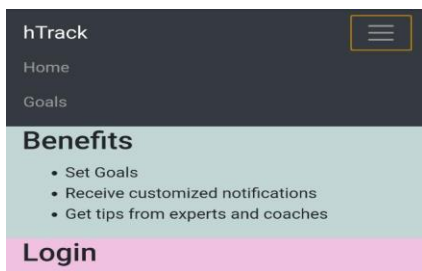 hTrack
Home
Goals
Benefits
• Set Goals
• Receive customized notifications
• Get tips from experts and coaches
Login